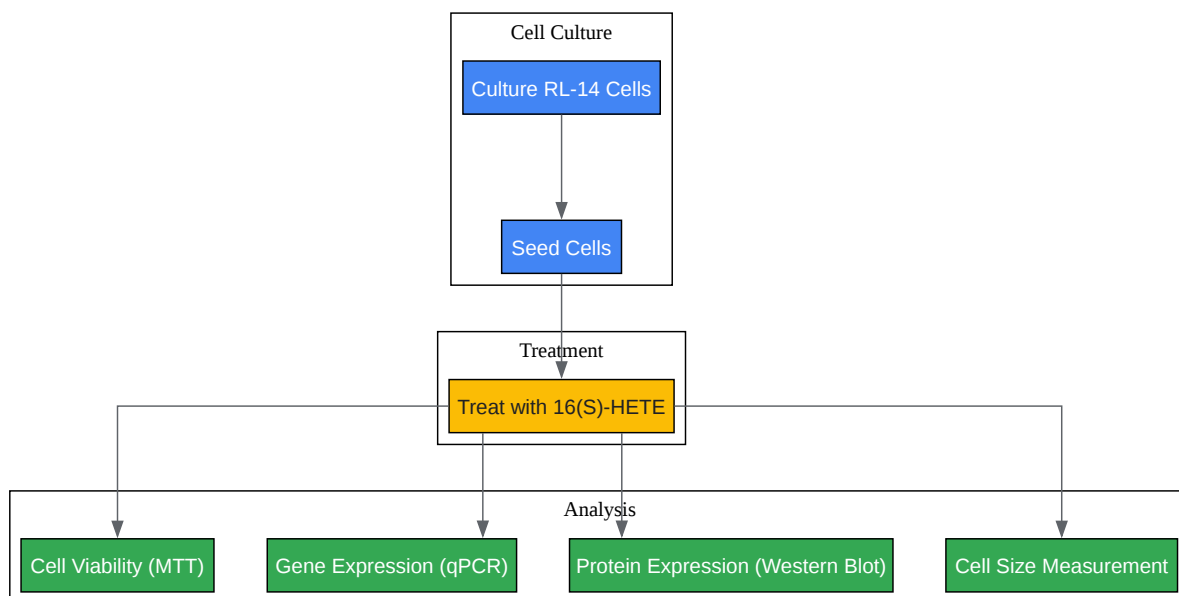 Cell Culture
Culture RL-14 Cells
Seed Cells
Treatment
Treat with 16(S)-HETE
Analysis
Cell Viability (MTT)
Gene Expression (qPCR)
Protein Expression (Western Blot)
Cell Size Measurement